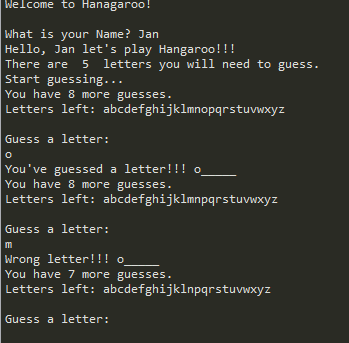 Welcome to Hanagaroo!
What is your Name? Jan
Hello, Jan let's play Hangaroo!!!
There are  5  letters you will need to guess.
Start guessing...
You have 8 more guesses.
Letters left: abcdefghijklmnopqrstuvwxyz
Guess a letter:
o
You've guessed a letter!!! o_____
You have 8 more guesses.
Letters left: abcdefghijklmnpqrstuvwxyz
Guess a letter:
m
Wrong letter!!! o_____
You have 7 more guesses.
Letters left: abcdefghijklnpqrstuvwxyz
Guess a letter: